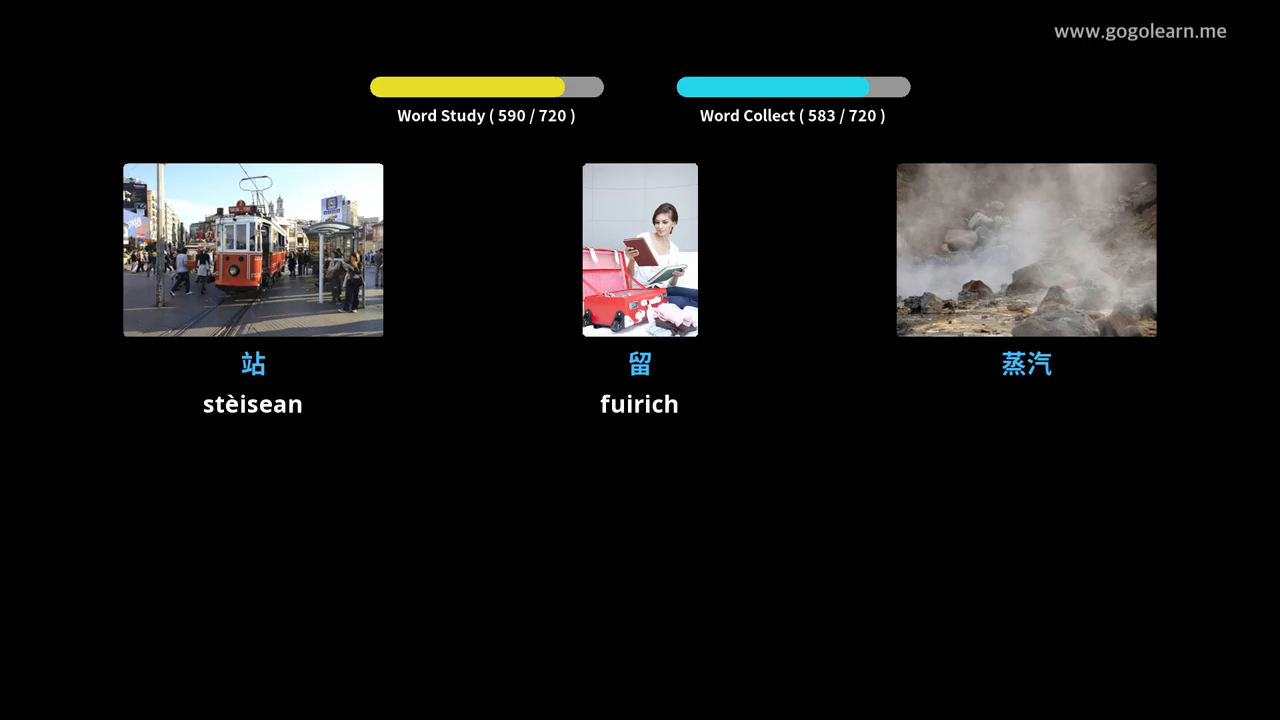 www.gogolearn.me
Word Study ( 590 / 720 )
Word Collect ( 583 / 720 )
站
留
蒸汽
stèisean
fuirich